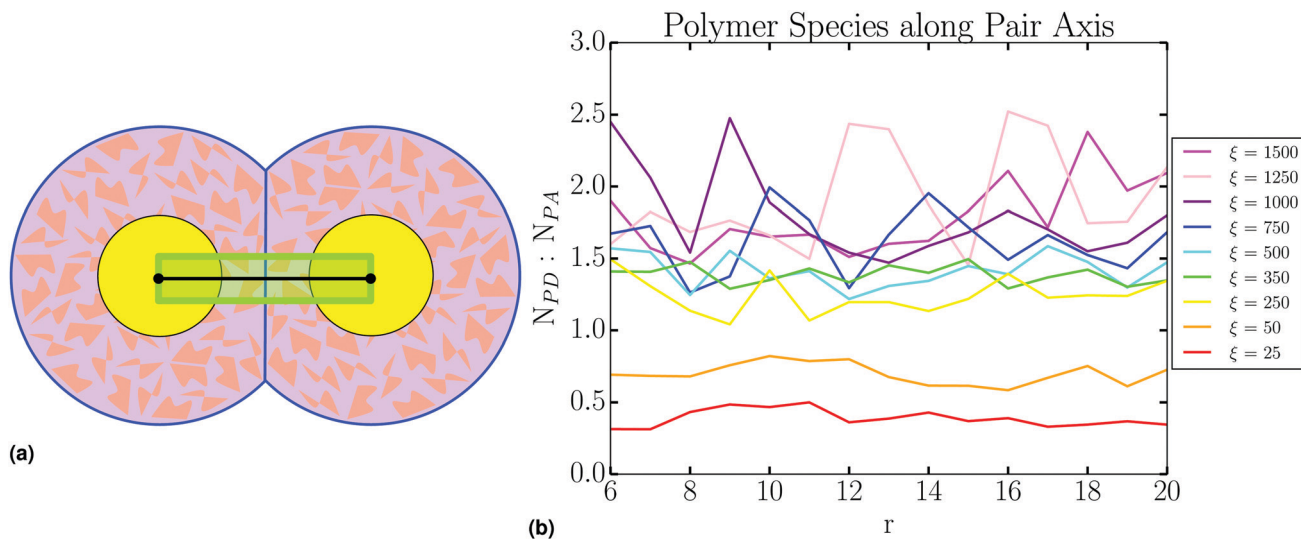 (a)
(b)
Polymer Species along Pair Axis
N_PD : N_PA
3.0
2.5
2.0
1.5
1.0
0.5
0.0
6 8 10 12 14 16 18 20
r
ξ = 1500
ξ = 1250
ξ = 1000
ξ = 750
ξ = 500
ξ = 350
ξ = 250
ξ = 50
ξ = 25